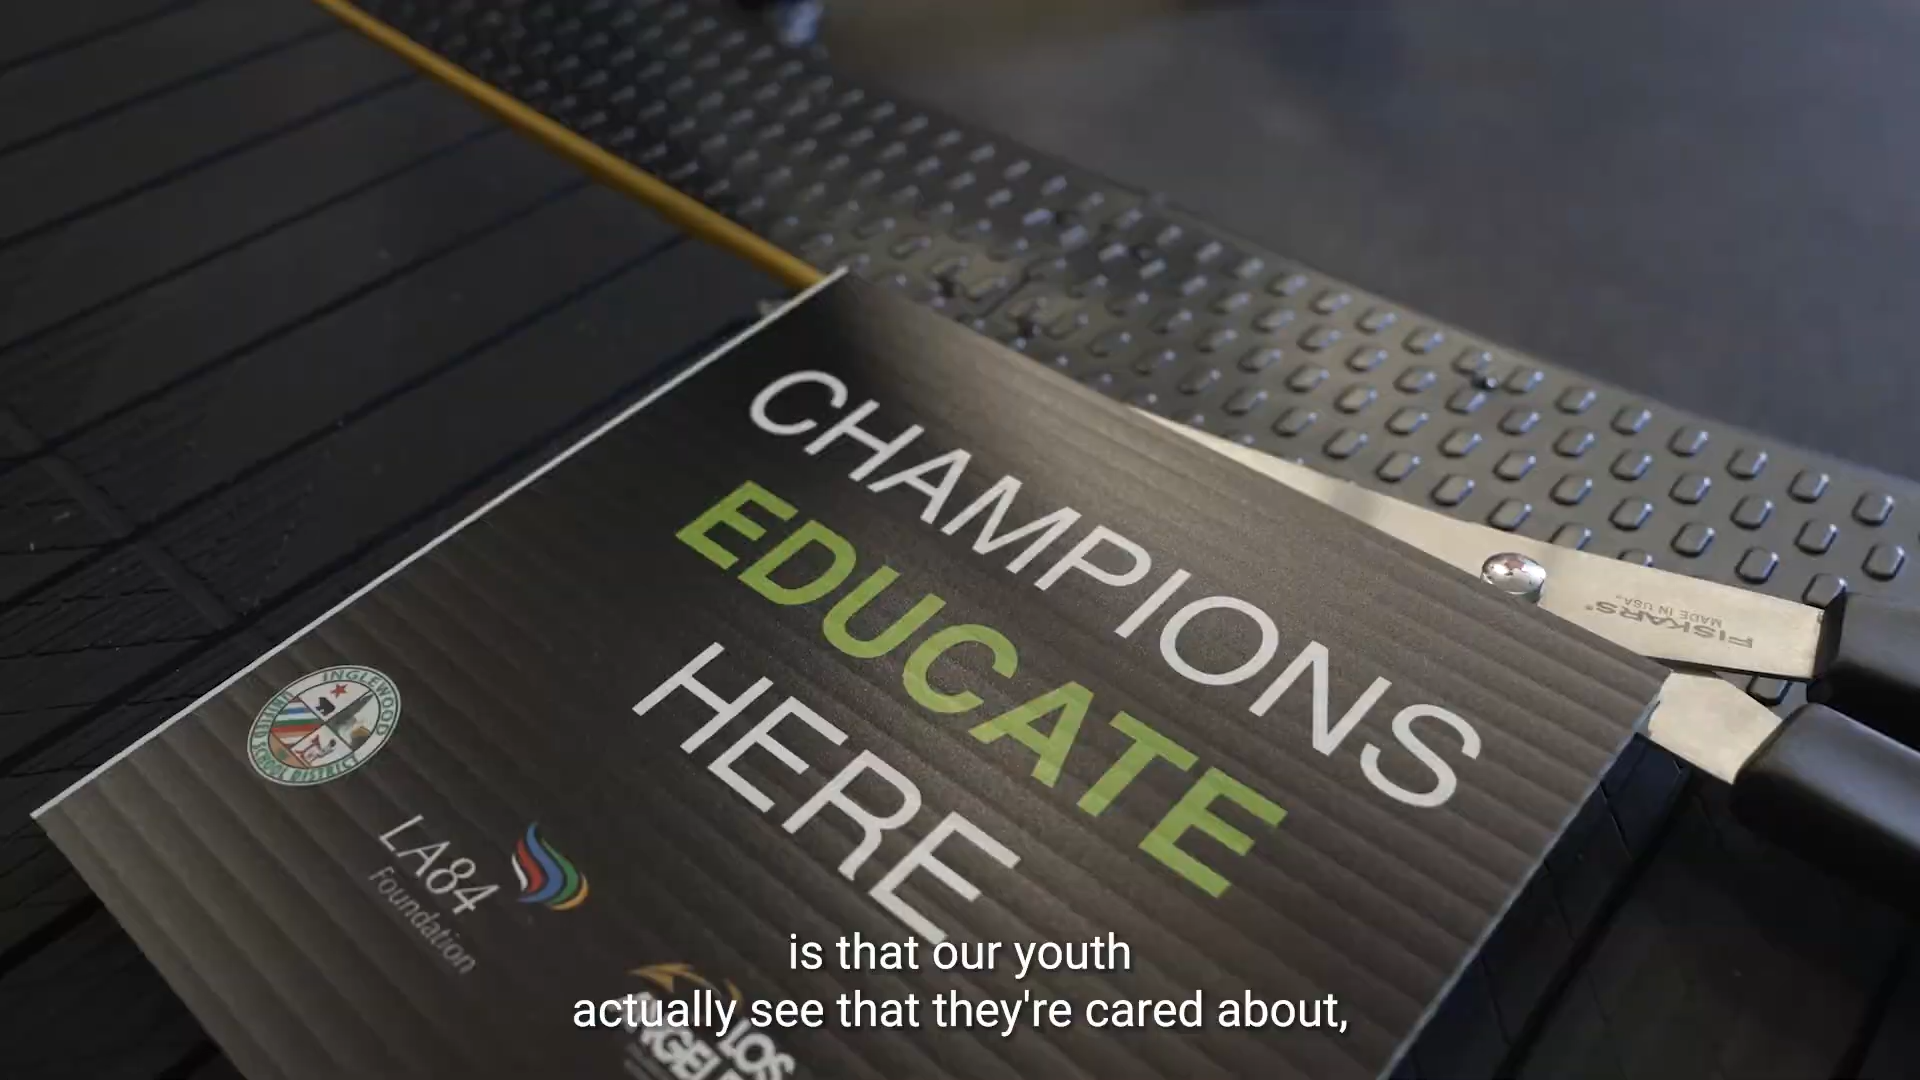 CHAMPIONS
EDUCATE
HERE
INGLEWOOD
UNIFIED SCHOOL DISTRICT
LA84
Foundation
LOS
FISKARS®
MADE IN USA
is that our youth
actually see that they're cared about,